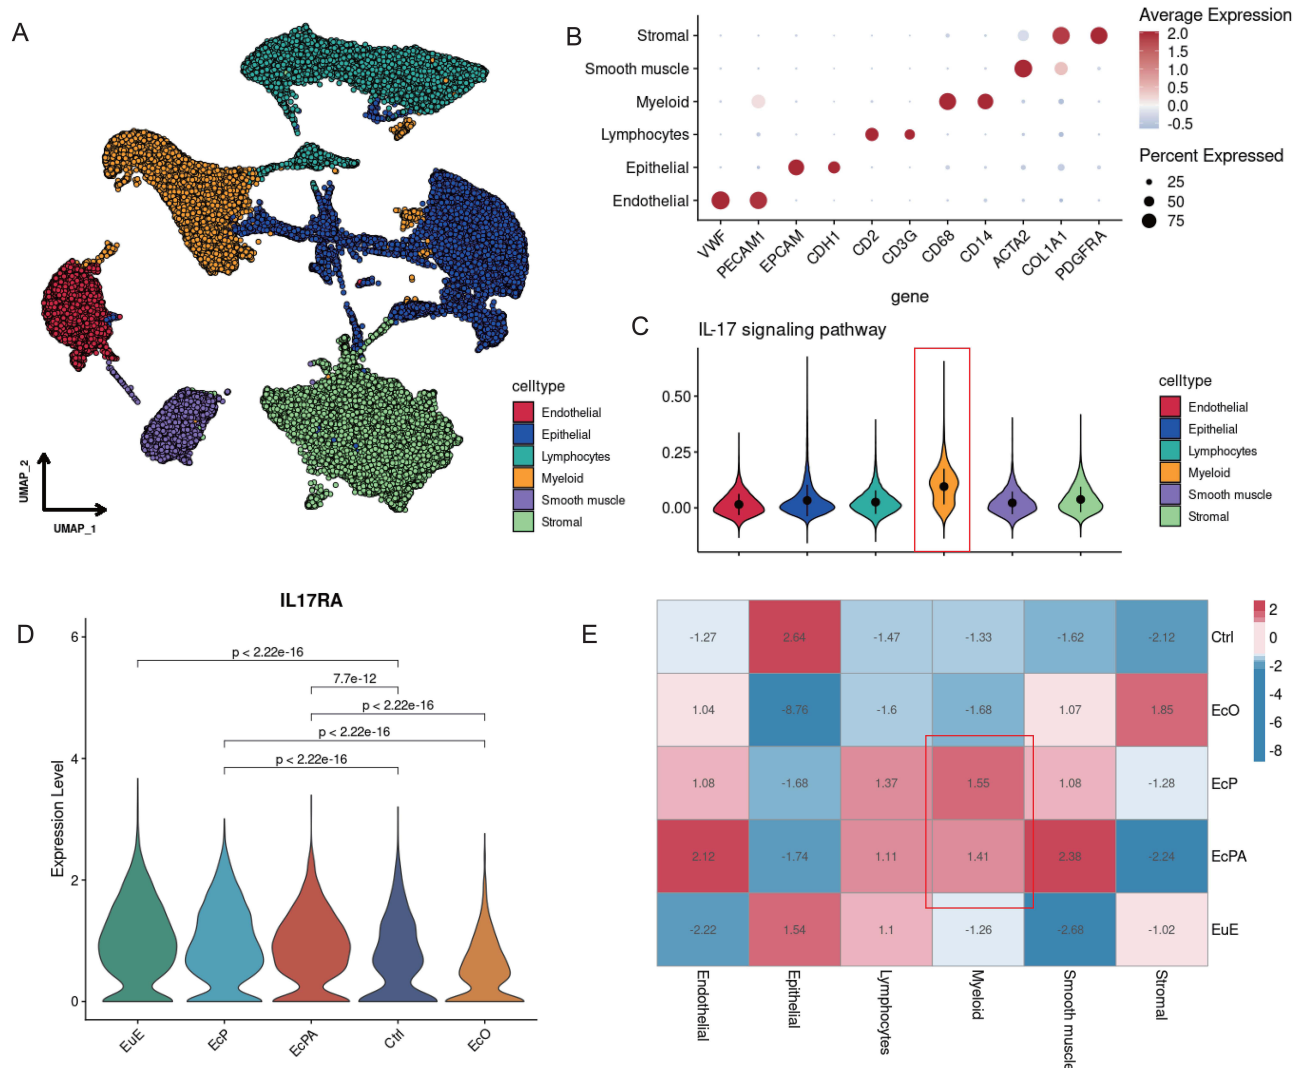 A
UMAP_2
UMAP_1
celltype
Endothelial
Epithelial
Lymphocytes
Myeloid
Smooth muscle
Stromal
B
Stromal
Smooth muscle
Myeloid
Lymphocytes
Epithelial
Endothelial
VWF
PECAM1
EPCAM
CDH1
CD2
CD3G
CD68
CD14
ACTA2
COL1A1
PDGFRA
gene
Average Expression
2.0
1.5
1.0
0.5
0.0
-0.5
Percent Expressed
25
50
75
C
IL-17 signaling pathway
0.50
0.25
0.00
celltype
Endothelial
Epithelial
Lymphocytes
Myeloid
Smooth muscle
Stromal
D
IL17RA
Expression Level
6
4
2
0
p < 2.22e-16
7.7e-12
p < 2.22e-16
p < 2.22e-16
p < 2.22e-16
EuE
EcP
EcPA
Ctrl
EcO
E
-1.27 2.64 -1.47 -1.33 -1.62 -2.12 Ctrl
1.04 -8.76 -1.6 -1.68 1.07 1.85 EcO
1.08 -1.68 1.37 1.55 1.08 -1.28 EcP
2.12 -1.74 1.11 1.41 2.38 -2.24 EcPA
-2.22 1.54 1.1 -1.26 -2.68 -1.02 EuE
Endothelial
Epithelial
Lymphocytes
Myeloid
Smooth muscle
Stromal
2
0
-2
-4
-6
-8